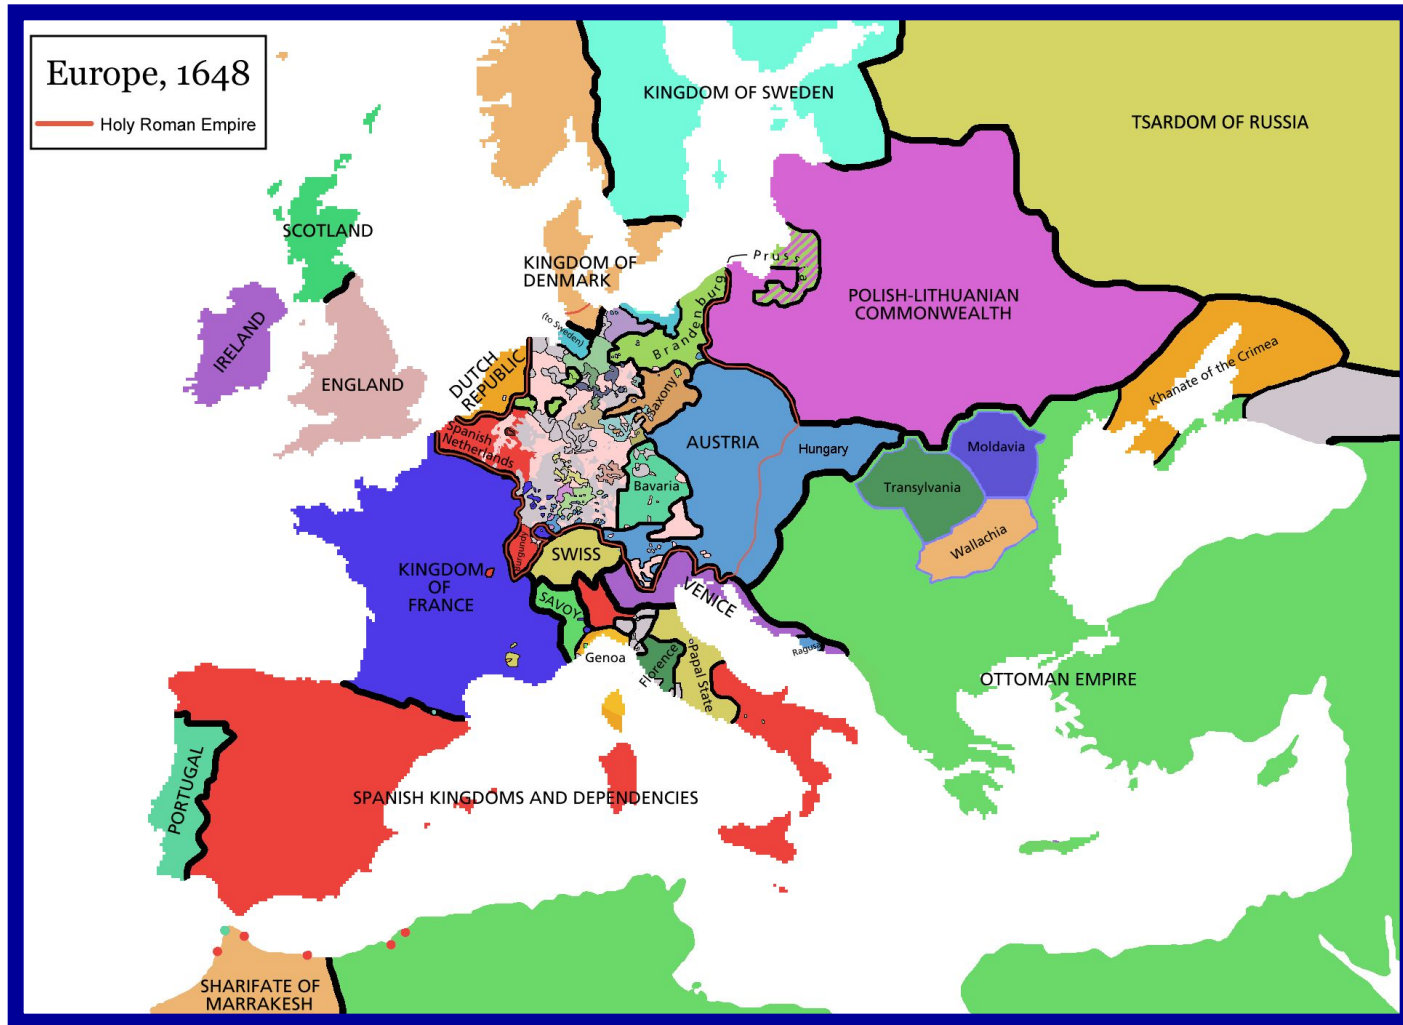 Europe, 1648
Holy Roman Empire
KINGDOM OF SWEDEN
TSARDOM OF RUSSIA
SCOTLAND
KINGDOM OF
DENMARK
Prussia
POLISH-LITHUANIAN
COMMONWEALTH
(to Sweden)
Brandenburg
IRELAND
ENGLAND
DUTCH
REPUBLIC
Khanate of the Crimea
Saxony
Spanish
Netherlands
AUSTRIA
Hungary
Moldavia
Bavaria
Transylvania
Wallachia
Burgundy
SWISS
KINGDOM
OF
FRANCE
SAVOY
VENICE
Genoa
Florence
Papal State
Ragusa
OTTOMAN EMPIRE
PORTUGAL
SPANISH KINGDOMS AND DEPENDENCIES
SHARIFATE OF
MARRAKESH